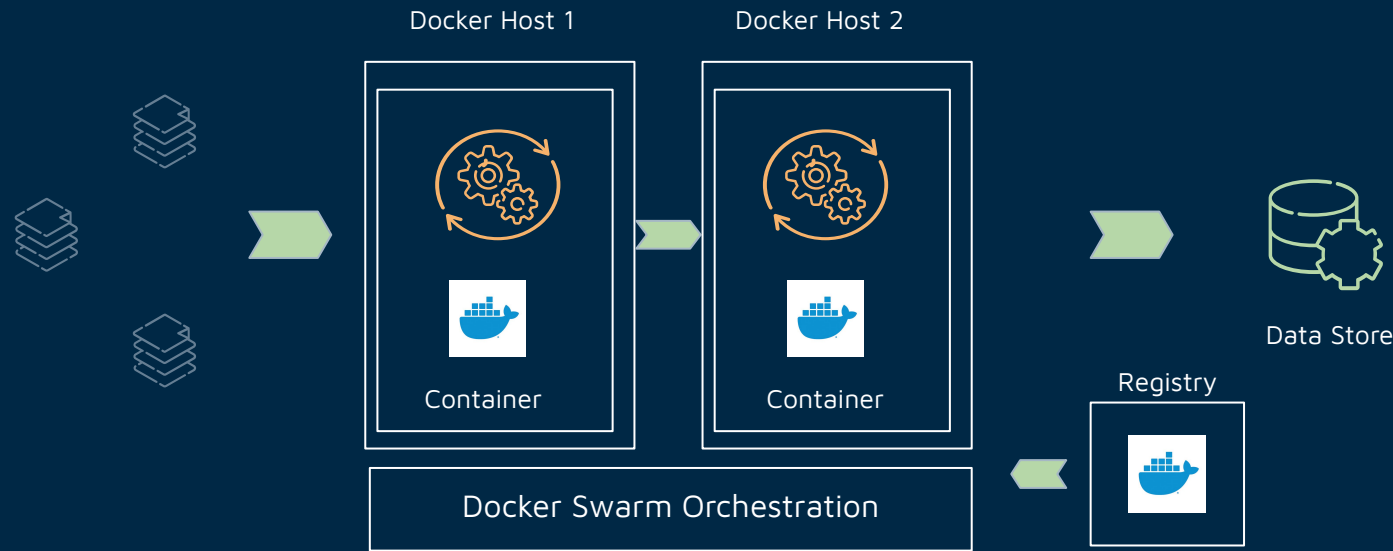 Docker Host 1
Docker Host 2
Container
Container
Data Store
Registry
Docker Swarm Orchestration